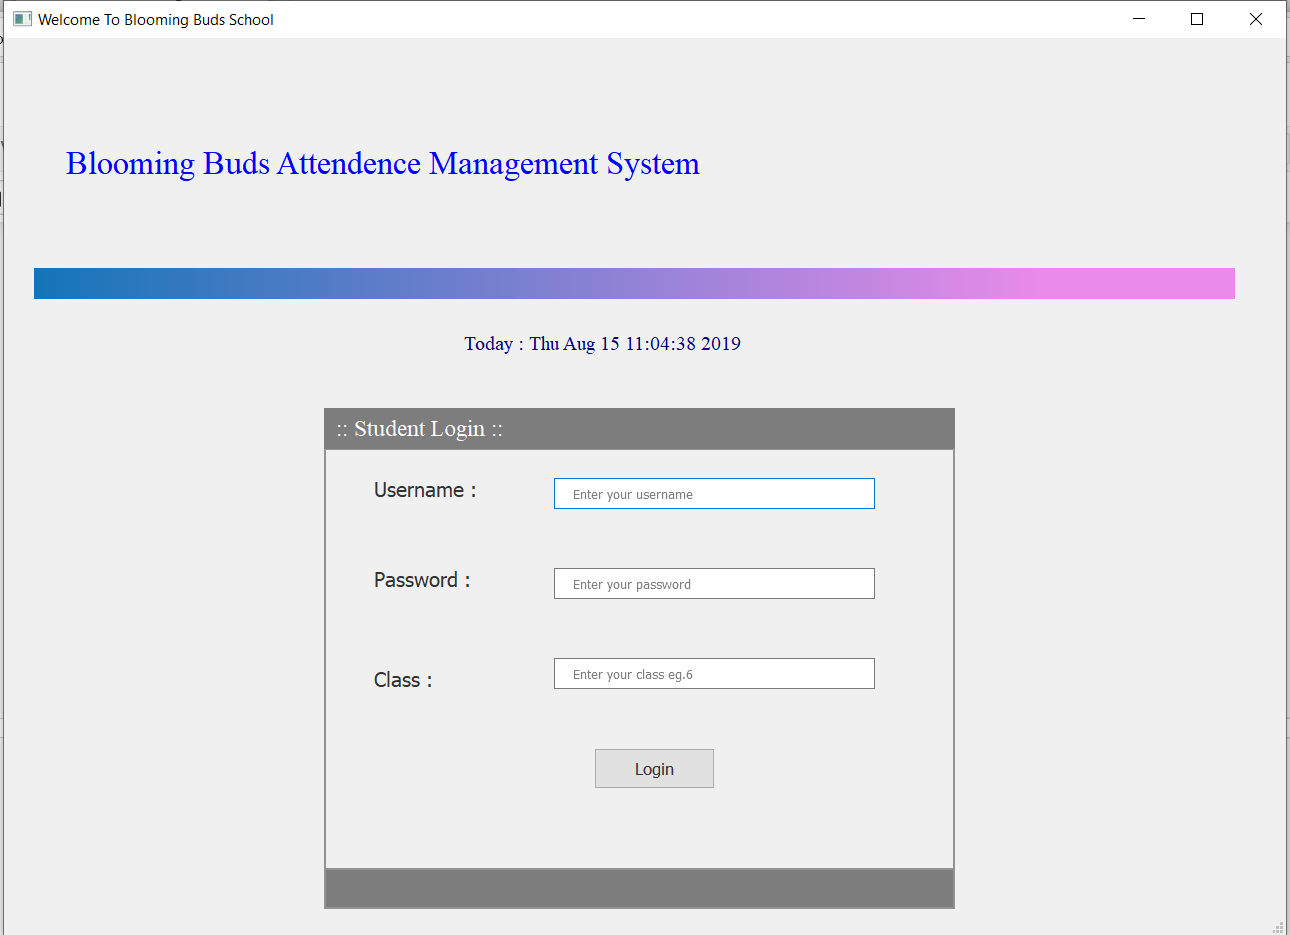 Welcome To Blooming Buds School
Blooming Buds Attendence Management System
Today : Thu Aug 15 11:04:38 2019
:: Student Login ::
Username :
Enter your username
Password :
Enter your password
Class :
Enter your class eg.6
Login